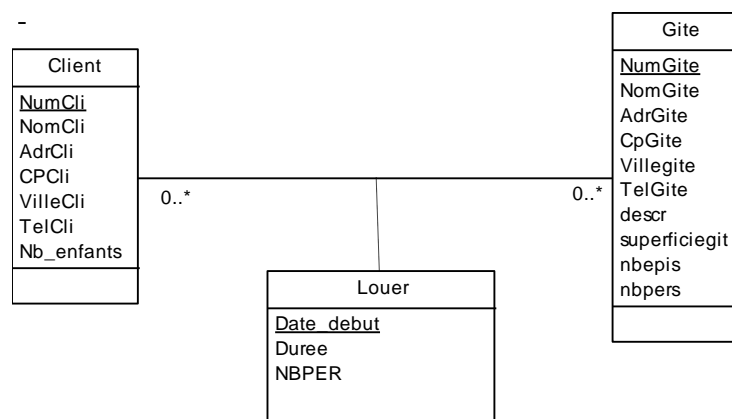 Client
NumCli
NomCli
AdrCli
CPCli
VilleCli
TelCli
Nb_enfants
0..*
0..*
Gite
NumGite
NomGite
AdrGite
CpGite
Villegite
TelGite
descr
superficiegit
nbepis
nbpers
Louer
Date_debut
Duree
NBPER